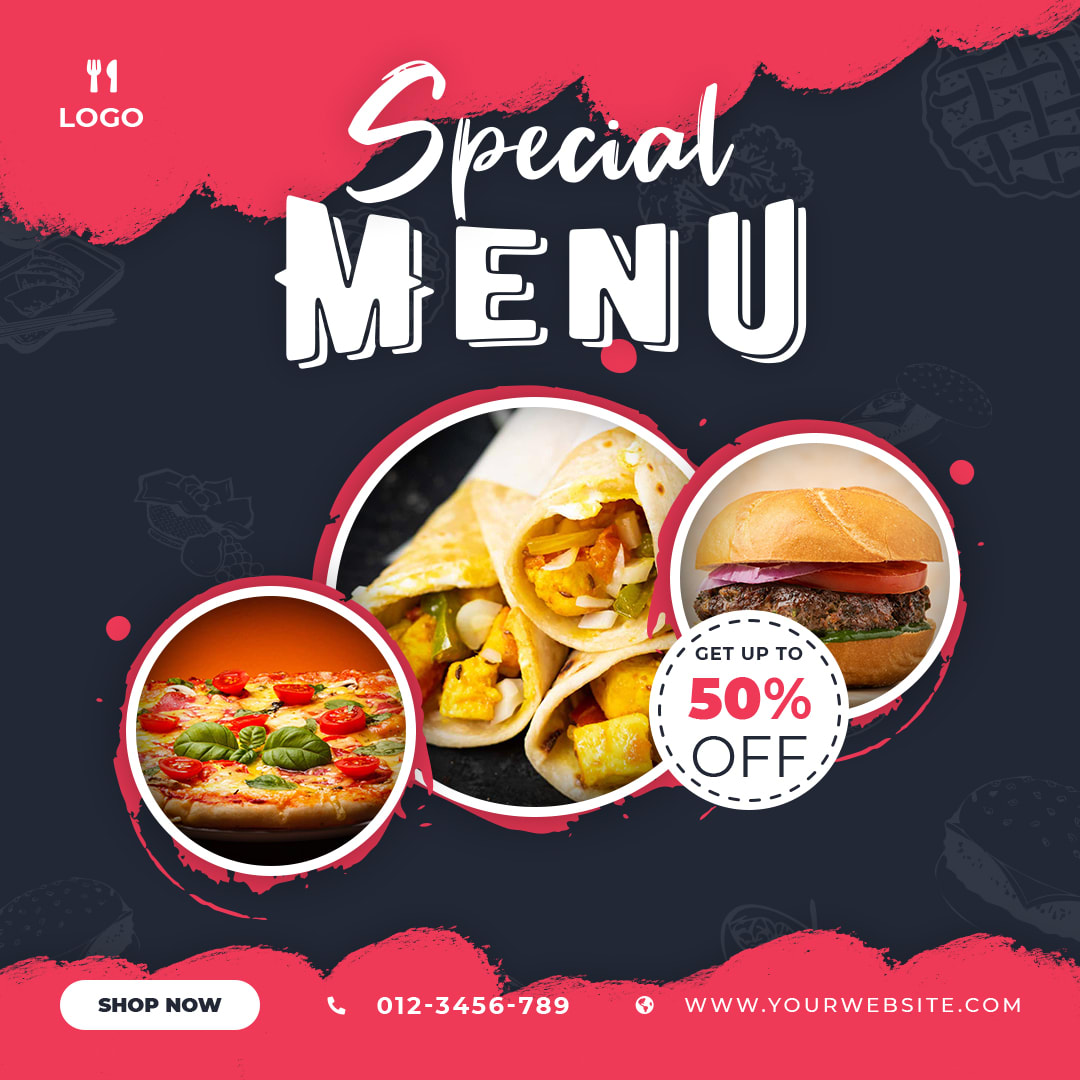 LOGO
Special
MENU
GET UP TO
50%
OFF
SHOP NOW
012-3456-789
WWW.YOURWEBSITE.COM